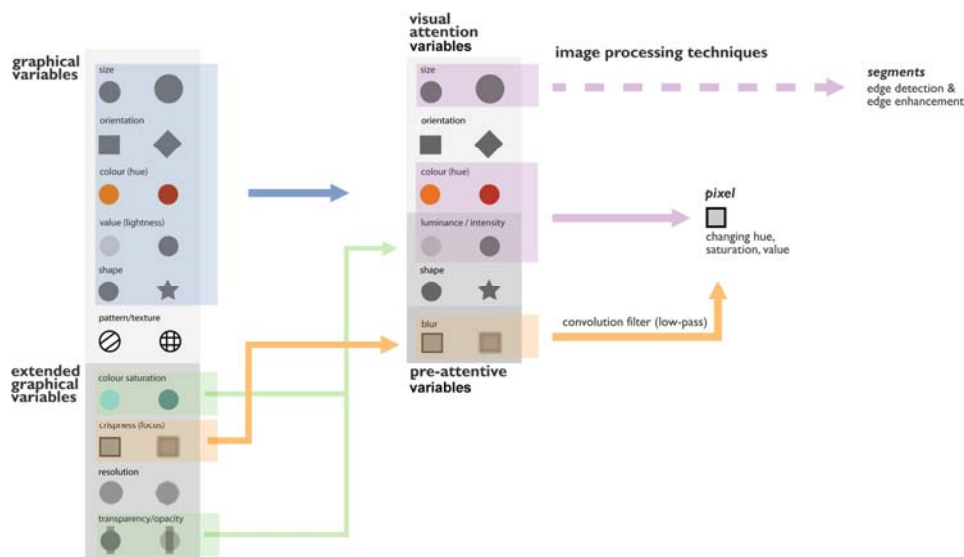 graphical
variables
size
orientation
colour (hue)
value (lightness)
shape
pattern/texture
extended
graphical
variables
colour saturation
crispness (focus)
resolution
transparency/opacity
visual
attention
variables
size
orientation
colour (hue)
luminance / intensity
shape
blur
pre-attentive
variables
image processing techniques
segments
edge detection &
edge enhancement
pixel
changing hue,
saturation, value
convolution filter (low-pass)